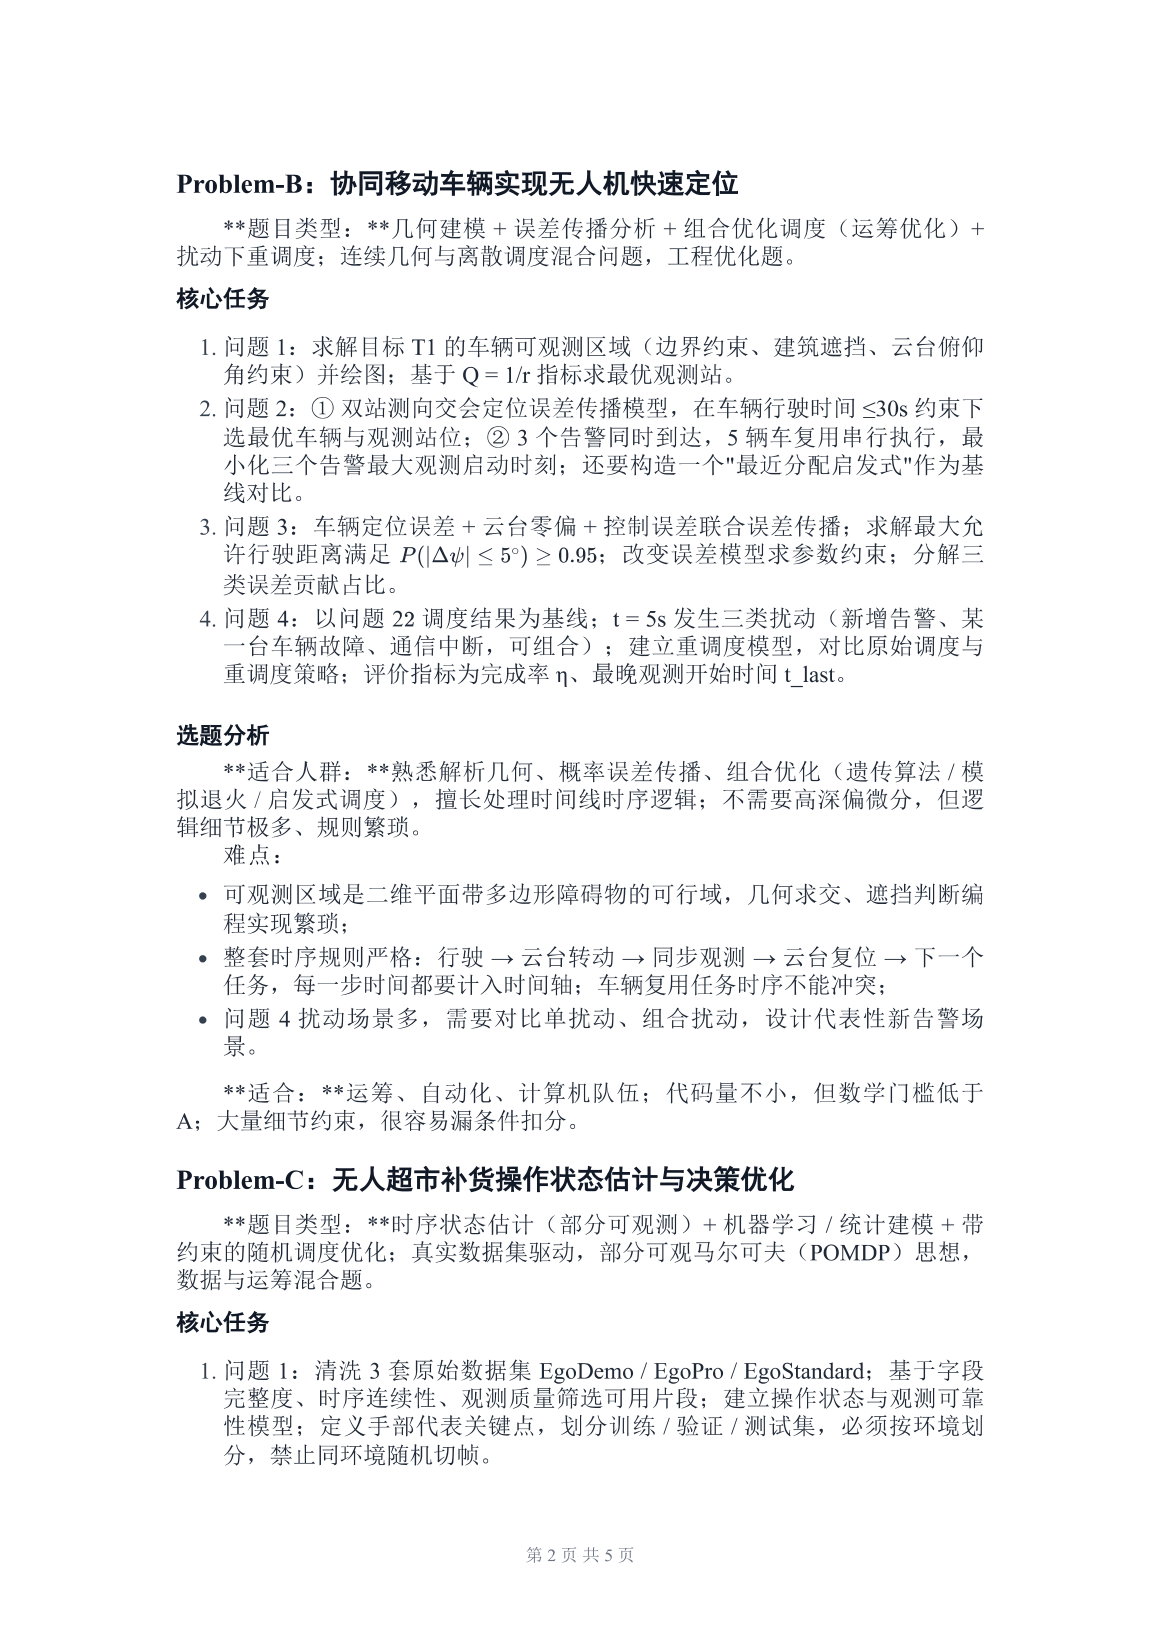 Problem-B：协同移动车辆实现无人机快速定位
**题目类型：**几何建模 + 误差传播分析 + 组合优化调度（运筹优化）+
扰动下重调度；连续几何与离散调度混合问题，工程优化题。
核心任务
1. 问题 1：求解目标 T1 的车辆可观测区域（边界约束、建筑遮挡、云台俯仰
角约束）并绘图；基于 Q = 1/r 指标求最优观测站。
2. 问题 2：① 双站测向交会定位误差传播模型，在车辆行驶时间 ≤30s 约束下
选最优车辆与观测站位；② 3 个告警同时到达，5 辆车复用串行执行，最
小化三个告警最大观测启动时刻；还要构造一个"最近分配启发式"作为基
线对比。
3. 问题 3：车辆定位误差 + 云台零偏 + 控制误差联合误差传播；求解最大允
许行驶距离满足 P(|Δψ| ≤ 5°) ≥ 0.95；改变误差模型求参数约束；分解三
类误差贡献占比。
4. 问题 4：以问题 22 调度结果为基线；t = 5s 发生三类扰动（新增告警、某
一台车辆故障、通信中断，可组合）；建立重调度模型，对比原始调度与
重调度策略；评价指标为完成率 η、最晚观测开始时间 t_last。
选题分析
**适合人群：**熟悉解析几何、概率误差传播、组合优化（遗传算法 / 模
拟退火 / 启发式调度），擅长处理时间线时序逻辑；不需要高深偏微分，但逻
辑细节极多、规则繁琐。
难点：
• 可观测区域是二维平面带多边形障碍物的可行域，几何求交、遮挡判断编
程实现繁琐；
• 整套时序规则严格：行驶 → 云台转动 → 同步观测 → 云台复位 → 下一个
任务，每一步时间都要计入时间轴；车辆复用任务时序不能冲突；
• 问题 4 扰动场景多，需要对比单扰动、组合扰动，设计代表性新告警场
景。
**适合：**运筹、自动化、计算机队伍；代码量不小，但数学门槛低于
A；大量细节约束，很容易漏条件扣分。
Problem-C：无人超市补货操作状态估计与决策优化
**题目类型：**时序状态估计（部分可观测）+ 机器学习 / 统计建模 + 带
约束的随机调度优化；真实数据集驱动，部分可观马尔可夫（POMDP）思想，
数据与运筹混合题。
核心任务
1. 问题 1：清洗 3 套原始数据集 EgoDemo / EgoPro / EgoStandard；基于字段
完整度、时序连续性、观测质量筛选可用片段；建立操作状态与观测可靠
性模型；定义手部代表关键点，划分训练 / 验证 / 测试集，必须按环境划
分，禁止同环境随机切帧。
第 2 页 共 5 页